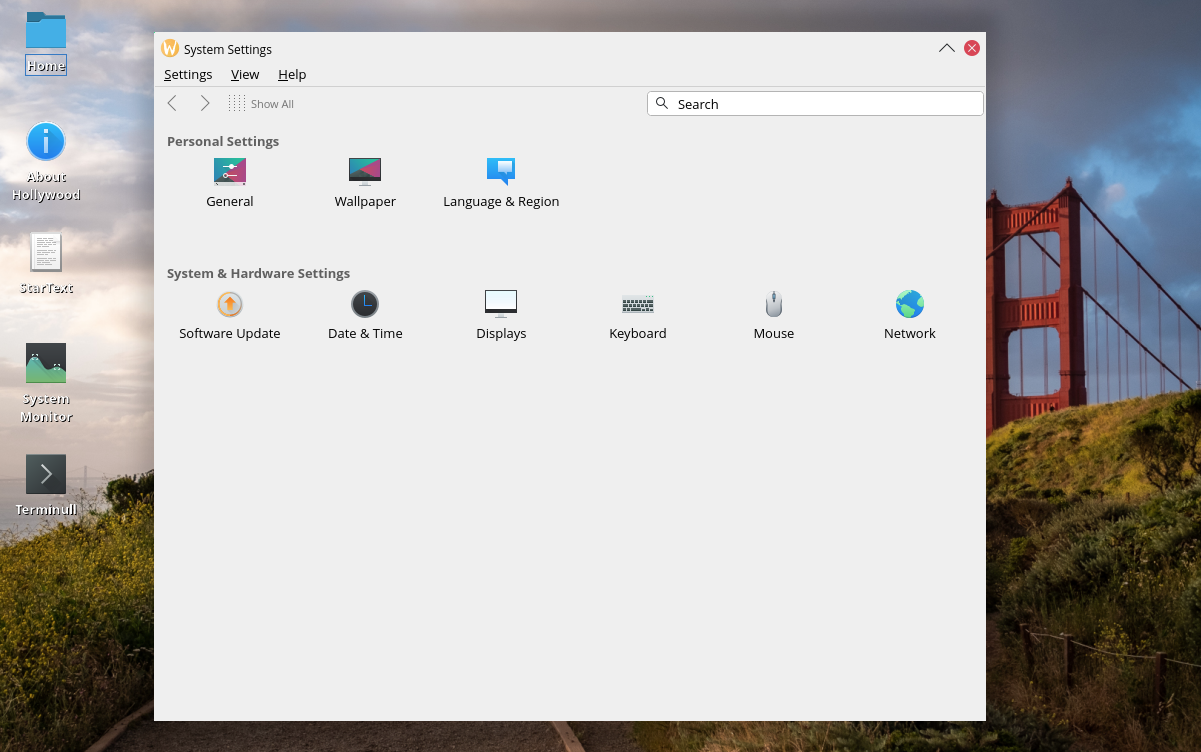 Home
About
Hollywood
StarText
System
Monitor
Terminull
System Settings
Settings View Help
Show All
Search
Personal Settings
General Wallpaper Language & Region
System & Hardware Settings
Software Update Date & Time Displays Keyboard Mouse Network